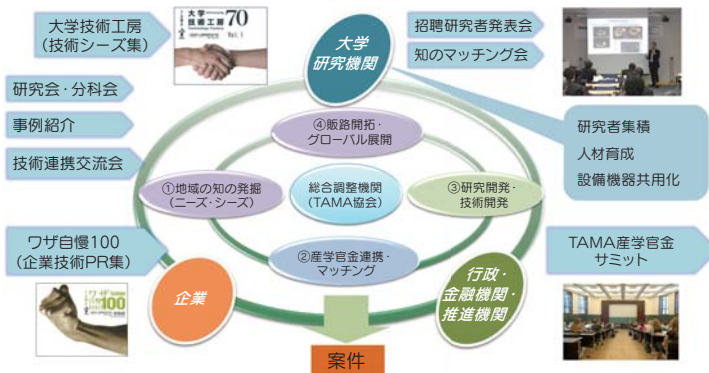 大学技術工房
（技術シーズ集）
大学
技術工房
70
Vol.1
大学
研究機関
招聘研究者発表会
知のマッチング会
研究会・分科会
事例紹介
技術連携交流会
④販路開拓・
グローバル展開
研究者集積
人材育成
設備機器共用化
①地域の知の発掘
（ニーズ・シーズ）
総合調整機関
（TAMA協会）
③研究開発・
技術開発
ワザ自慢100
（企業技術PR集）
②産学官金連携・
マッチング
TAMA産学官金
サミット
企業
行政・
金融機関・
推進機関
ワザ
100
案件